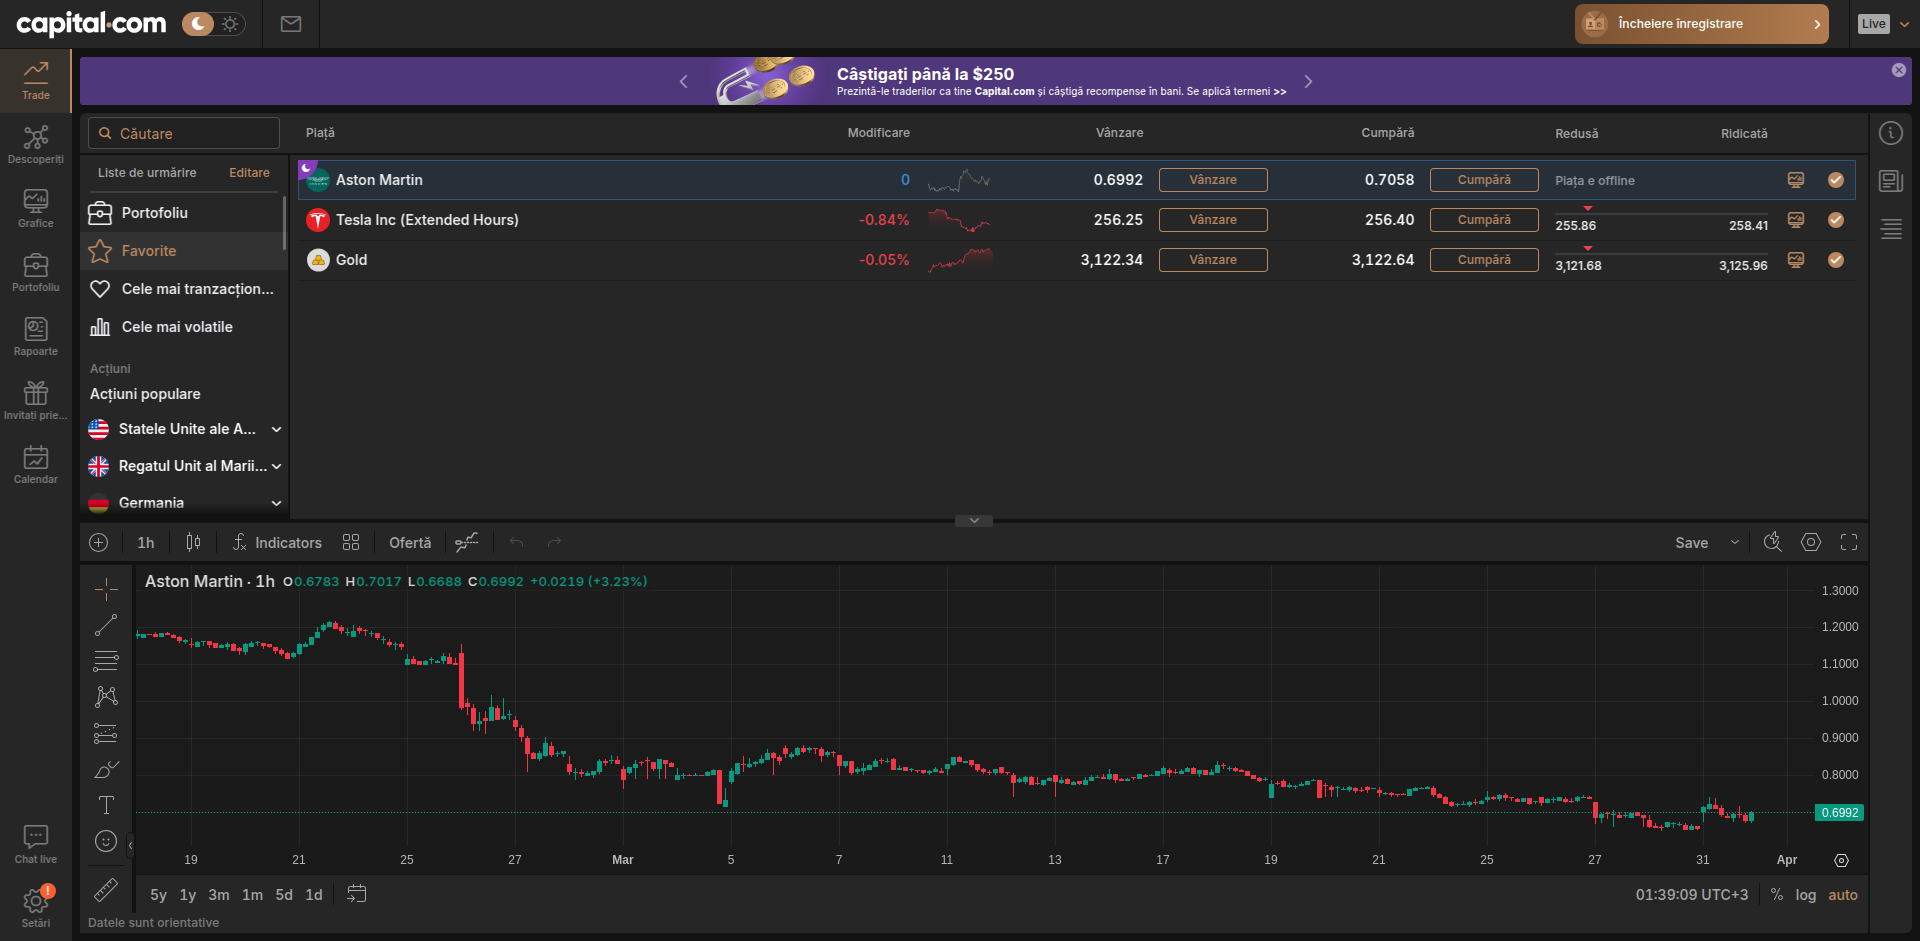 capital.com
Încheiere înregistrare
Live
Câștigați până la $250
Prezintă-le traderilor ca tine Capital.com și câștigă recompense în bani. Se aplică termeni >>
Trade
Descoperiți
Grafice
Portofoliu
Rapoarte
Invitați prie...
Calendar
Chat live
Setări
Căutare
Piață
Modificare
Vânzare
Cumpără
Redusă
Ridicată
Liste de urmărire
Editare
Portofoliu
Favorite
Cele mai tranzacțion...
Cele mai volatile
Acțiuni
Acțiuni populare
Statele Unite ale A...
Regatul Unit al Marii...
Germania
Aston Martin 0 0.6992 Vânzare 0.7058 Cumpără Piața e offline
Tesla Inc (Extended Hours) -0.84% 256.25 Vânzare 256.40 Cumpără 255.86 258.41
Gold -0.05% 3,122.34 Vânzare 3,122.64 Cumpără 3,121.68 3,125.96
1h
Indicators
Ofertă
Save
Aston Martin · 1h O0.6783 H0.7017 L0.6688 C0.6992 +0.0219 (+3.23%)
1.3000
1.2000
1.1000
1.0000
0.9000
0.8000
0.6992
19 21 25 27 Mar 5 7 11 13 17 19 21 25 27 31 Apr
5y 1y 3m 1m 5d 1d
01:39:09 UTC+3 % log auto
Datele sunt orientative